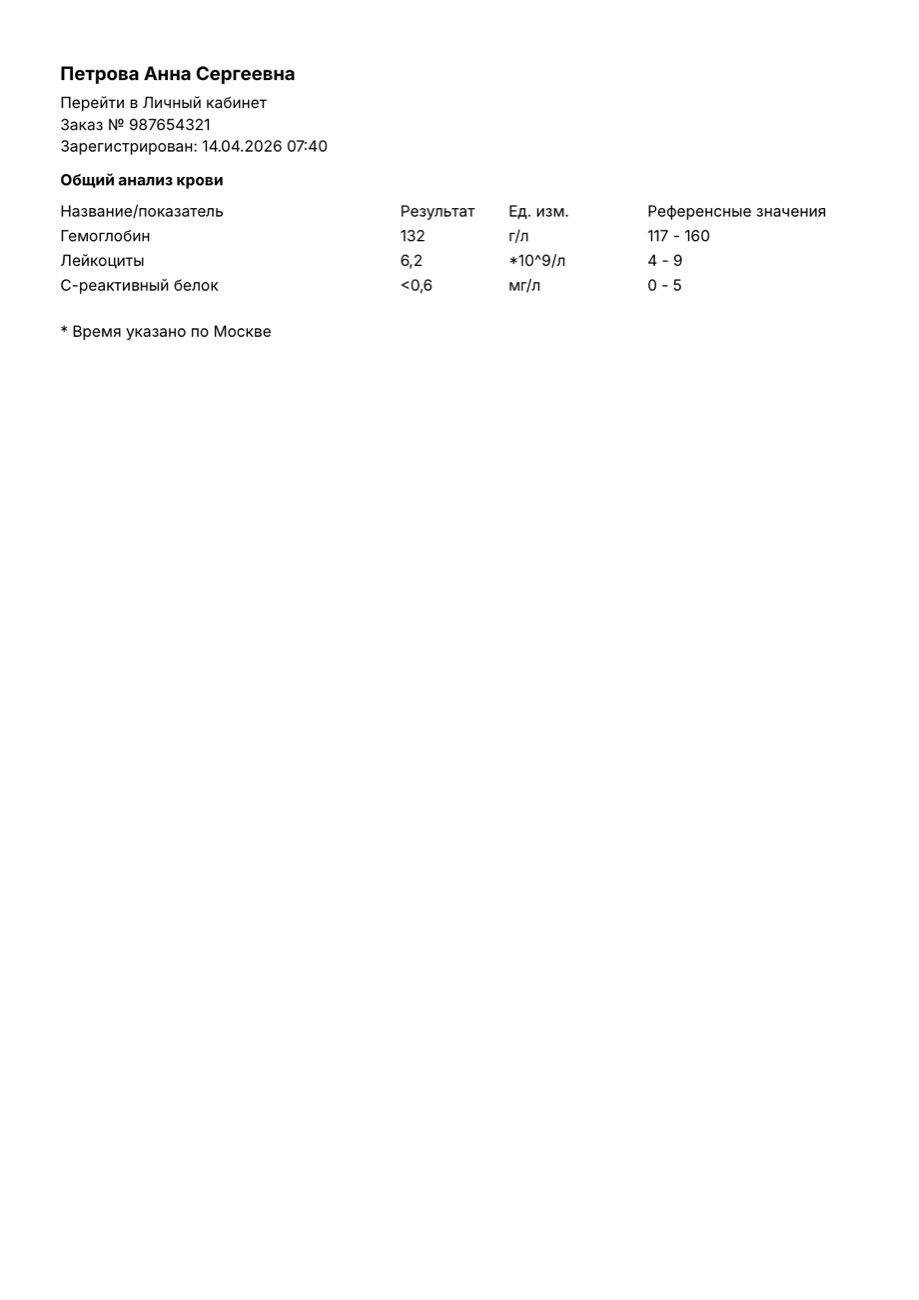 Петрова Анна Сергеевна
Перейти в Личный кабинет
Заказ № 987654321
Зарегистрирован: 14.04.2026 07:40
Общий анализ крови
Название/показатель Результат Ед. изм. Референсные значения
Гемоглобин 132 г/л 117 - 160
Лейкоциты 6,2 *10^9/л 4 - 9
С-реактивный белок <0,6 мг/л 0 - 5
* Время указано по Москве